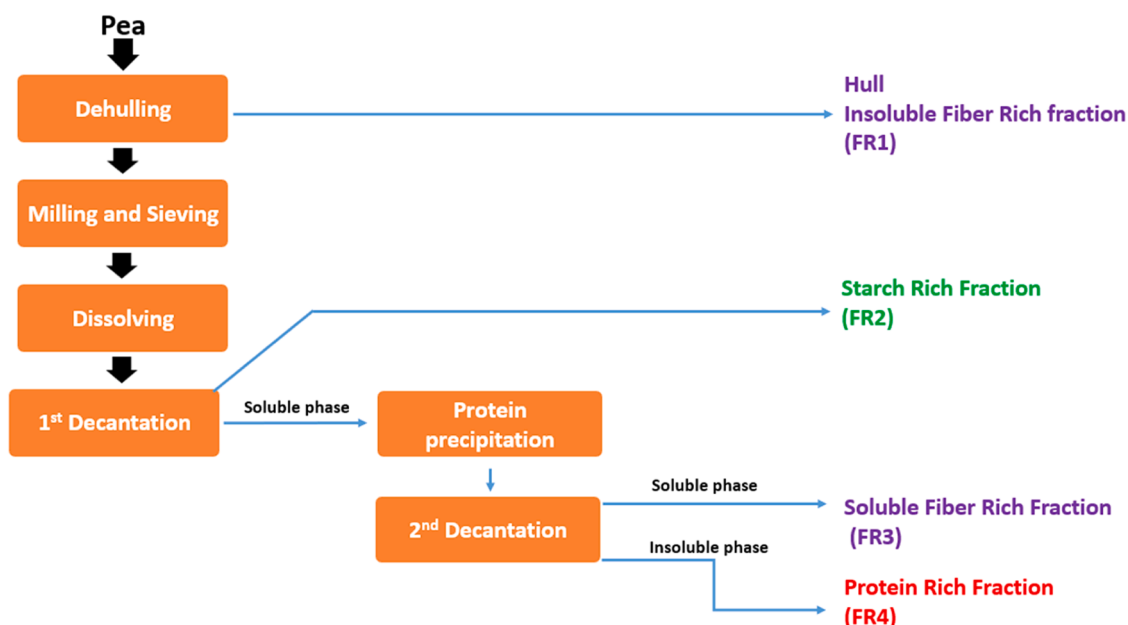 Pea
Dehulling
Hull
Insoluble Fiber Rich fraction
(FR1)
Milling and Sieving
Dissolving
Starch Rich Fraction
(FR2)
1st Decantation
Soluble phase
Protein
precipitation
2nd Decantation
Soluble phase
Soluble Fiber Rich Fraction
(FR3)
Insoluble phase
Protein Rich Fraction
(FR4)